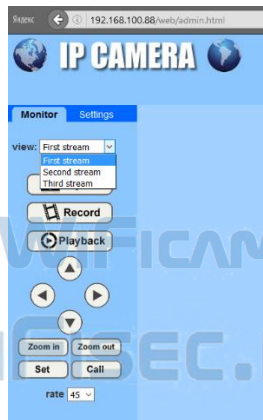 Яндекс 192.168.100.88/web/admin.html
IP CAMERA
Monitor Settings
view: First stream
First stream
Second stream
Third stream
Record
Playback
Zoom in Zoom out
Set Call
rate 45